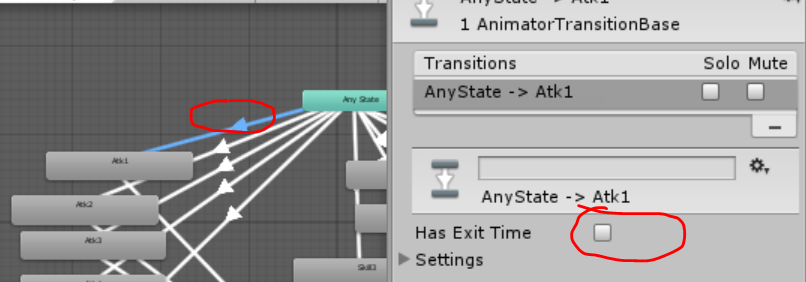 AnyState -> Atk1
1 AnimatorTransitionBase
Transitions Solo Mute
AnyState -> Atk1
AnyState -> Atk1
Has Exit Time
Settings
Any State
Atk1
Atk2
Atk3
Skill3